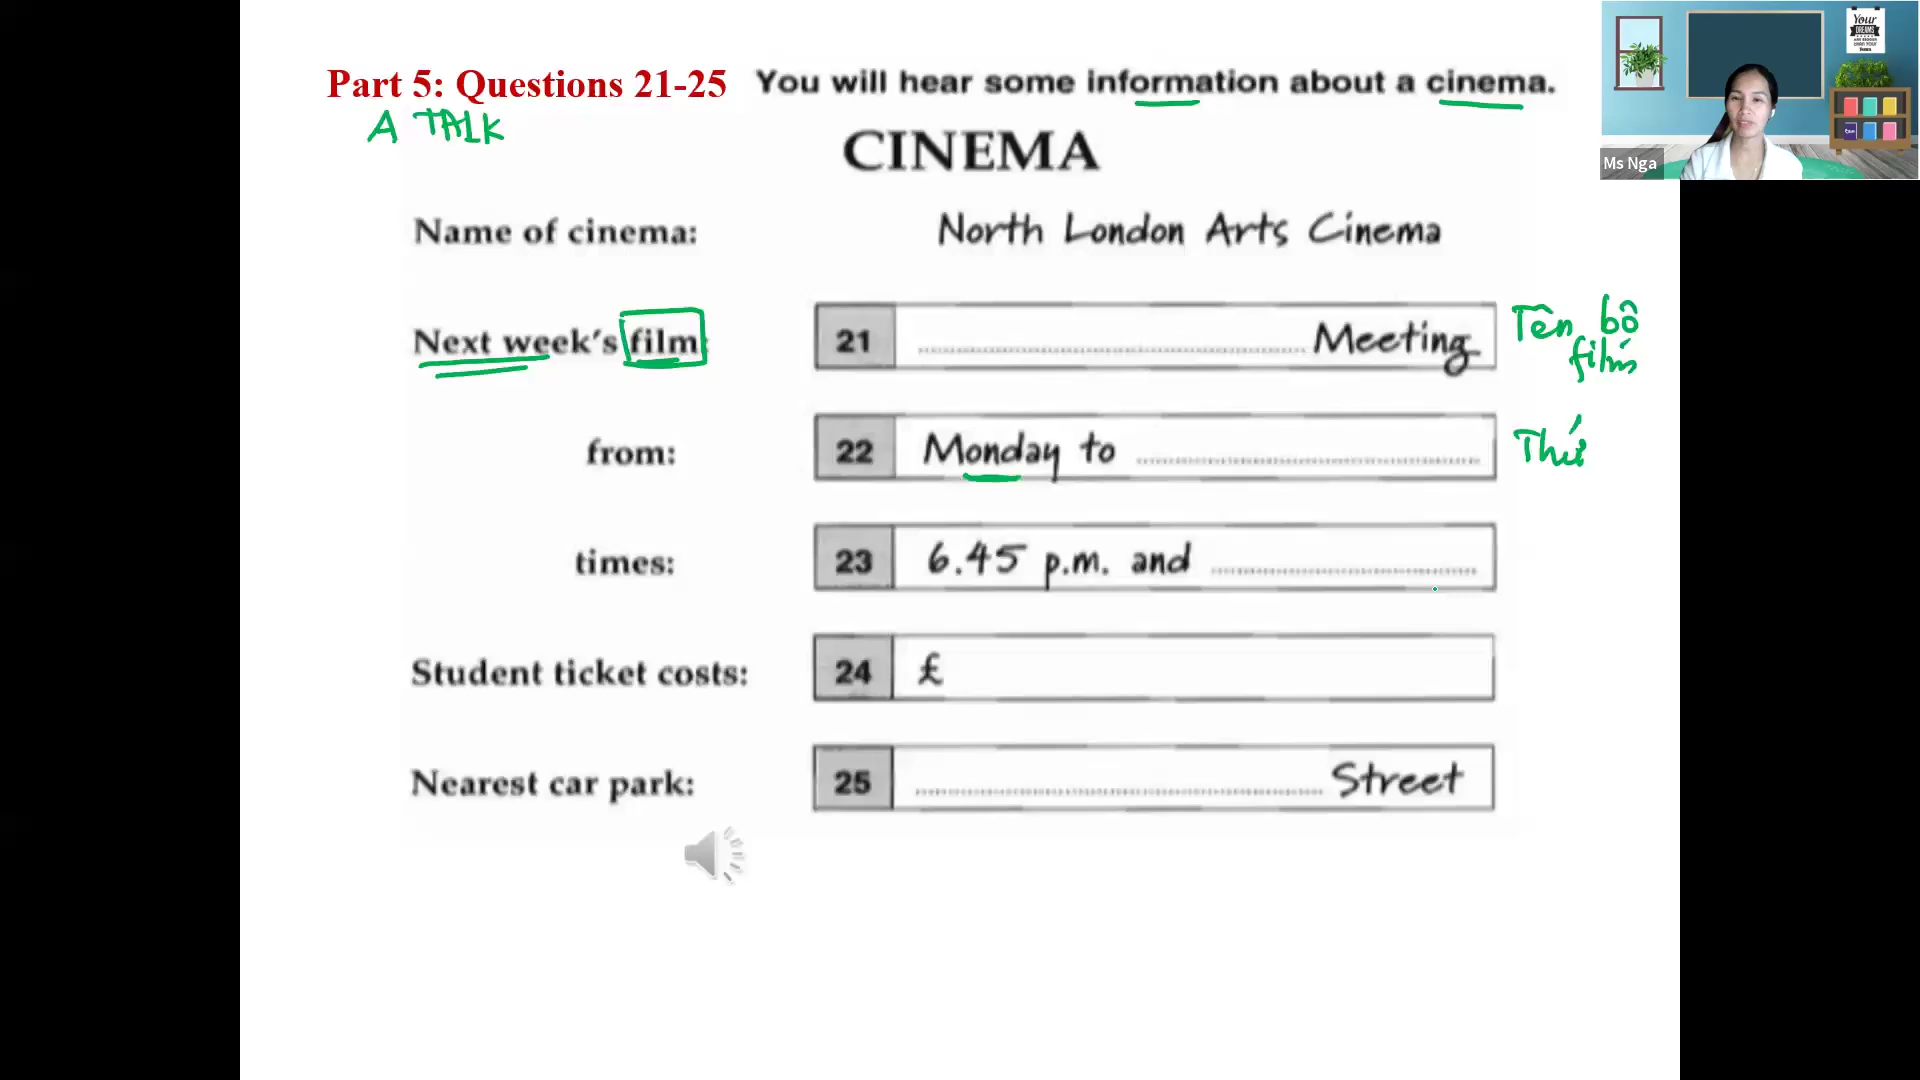 Part 5: Questions 21-25 You will hear some information about a cinema.
A TALK
CINEMA
Name of cinema: North London Arts Cinema
Next week's film: 21 Meeting Tên bộ
film
from: 22 Monday to Thứ
times: 23 6.45 p.m. and
Student ticket costs: 24 £
Nearest car park: 25 Street
Your
DREAMS
Ms Nga